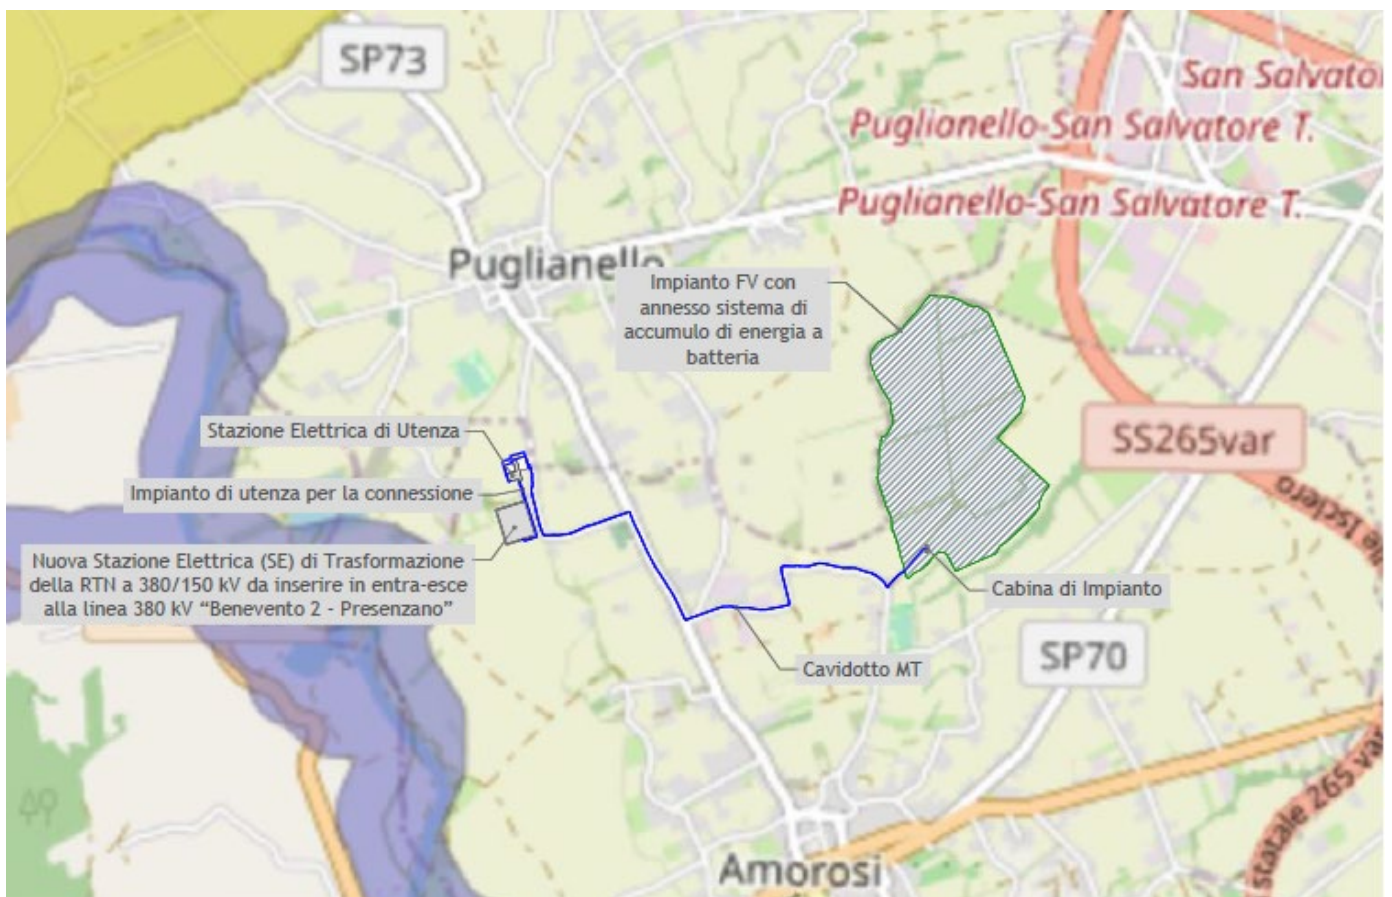 SP73
San Salvato
Puglianello-San Salvatore T.
Puglianello-San Salvatore T.
Puglianello
Impianto FV con
annesso sistema di
accumulo di energia a
batteria
SS265var
Stazione Elettrica di Utenza
Impianto di utenza per la connessione
Nuova Stazione Elettrica (SE) di Trasformazione
della RTN a 380/150 kV da inserire in entra-esce
alla linea 380 kV “Benevento 2 - Presenzano”
Cabina di Impianto
Cavidotto MT
SP70
Isclero
statale 265 var
Amorosi